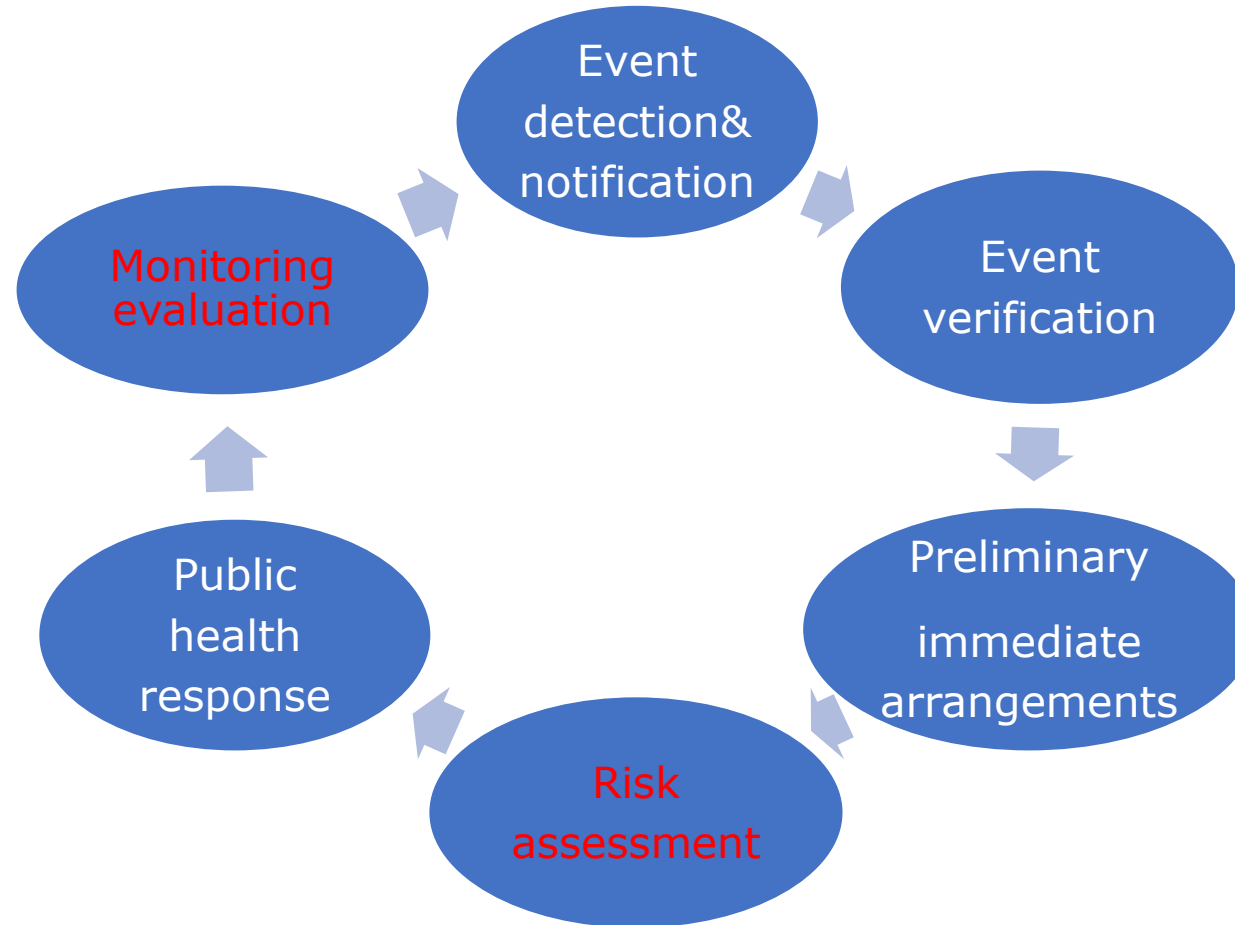 Event
detection&
notification
Event
verification
Preliminary
immediate
arrangements
Risk
assessment
Public
health
response
Monitoring
evaluation